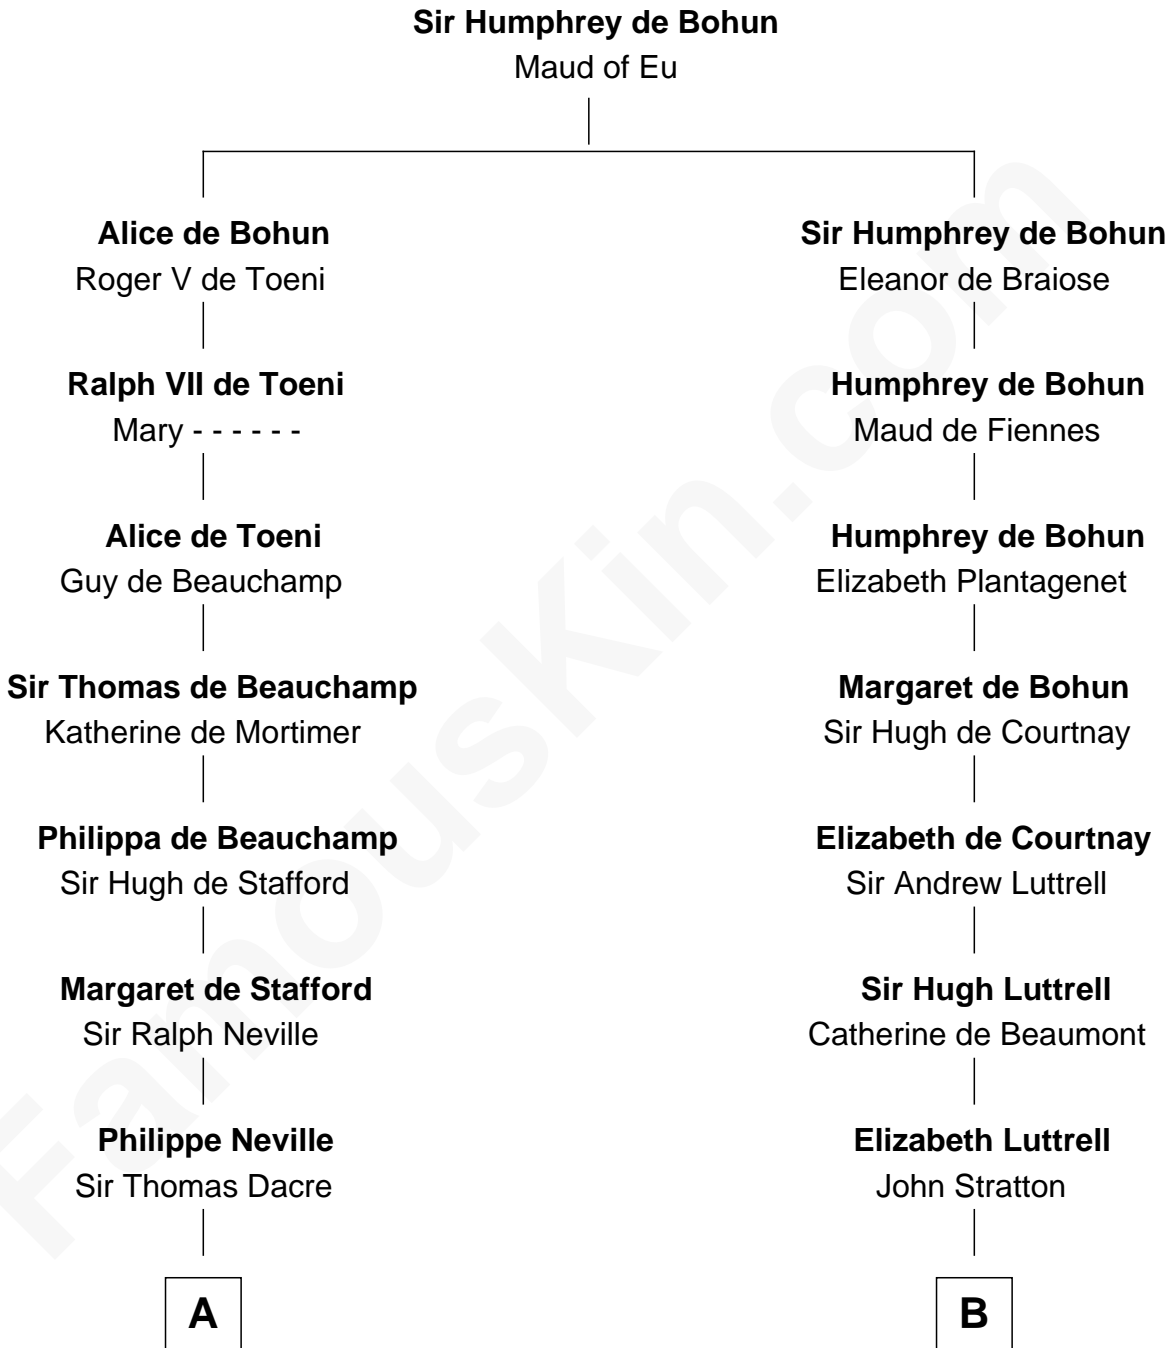 Sir Humphrey de Bohun
Maud of Eu
Alice de Bohun
Roger V de Toeni
Ralph VII de Toeni
Mary - - - - - -
Alice de Toeni
Guy de Beauchamp
Sir Thomas de Beauchamp
Katherine de Mortimer
Philippa de Beauchamp
Sir Hugh de Stafford
Margaret de Stafford
Sir Ralph Neville
Philippe Neville
Sir Thomas Dacre
A
Sir Humphrey de Bohun
Eleanor de Braiose
Humphrey de Bohun
Maud de Fiennes
Humphrey de Bohun
Elizabeth Plantagenet
Margaret de Bohun
Sir Hugh de Courtnay
Elizabeth de Courtnay
Sir Andrew Luttrell
Sir Hugh Luttrell
Catherine de Beaumont
Elizabeth Luttrell
John Stratton
B
FamousKin.com